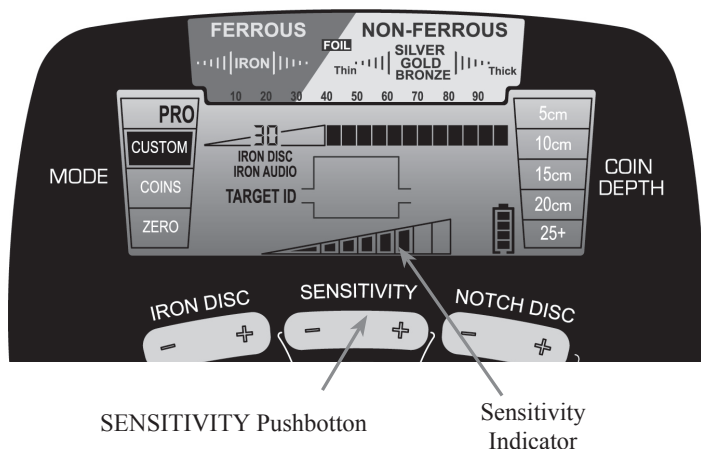 FERROUS NON-FERROUS
FOIL
IRON
Thin
SILVER
GOLD
BRONZE
Thick
10 20 30 40 50 60 70 80 90
PRO
CUSTOM
COINS
ZERO
MODE
30
IRON DISC
IRON AUDIO
TARGET ID
5cm
10cm
15cm
20cm
25+
COIN
DEPTH
IRON DISC
- +
SENSITIVITY
- +
NOTCH DISC
- +
SENSITIVITY Pushbotton
Sensitivity
Indicator